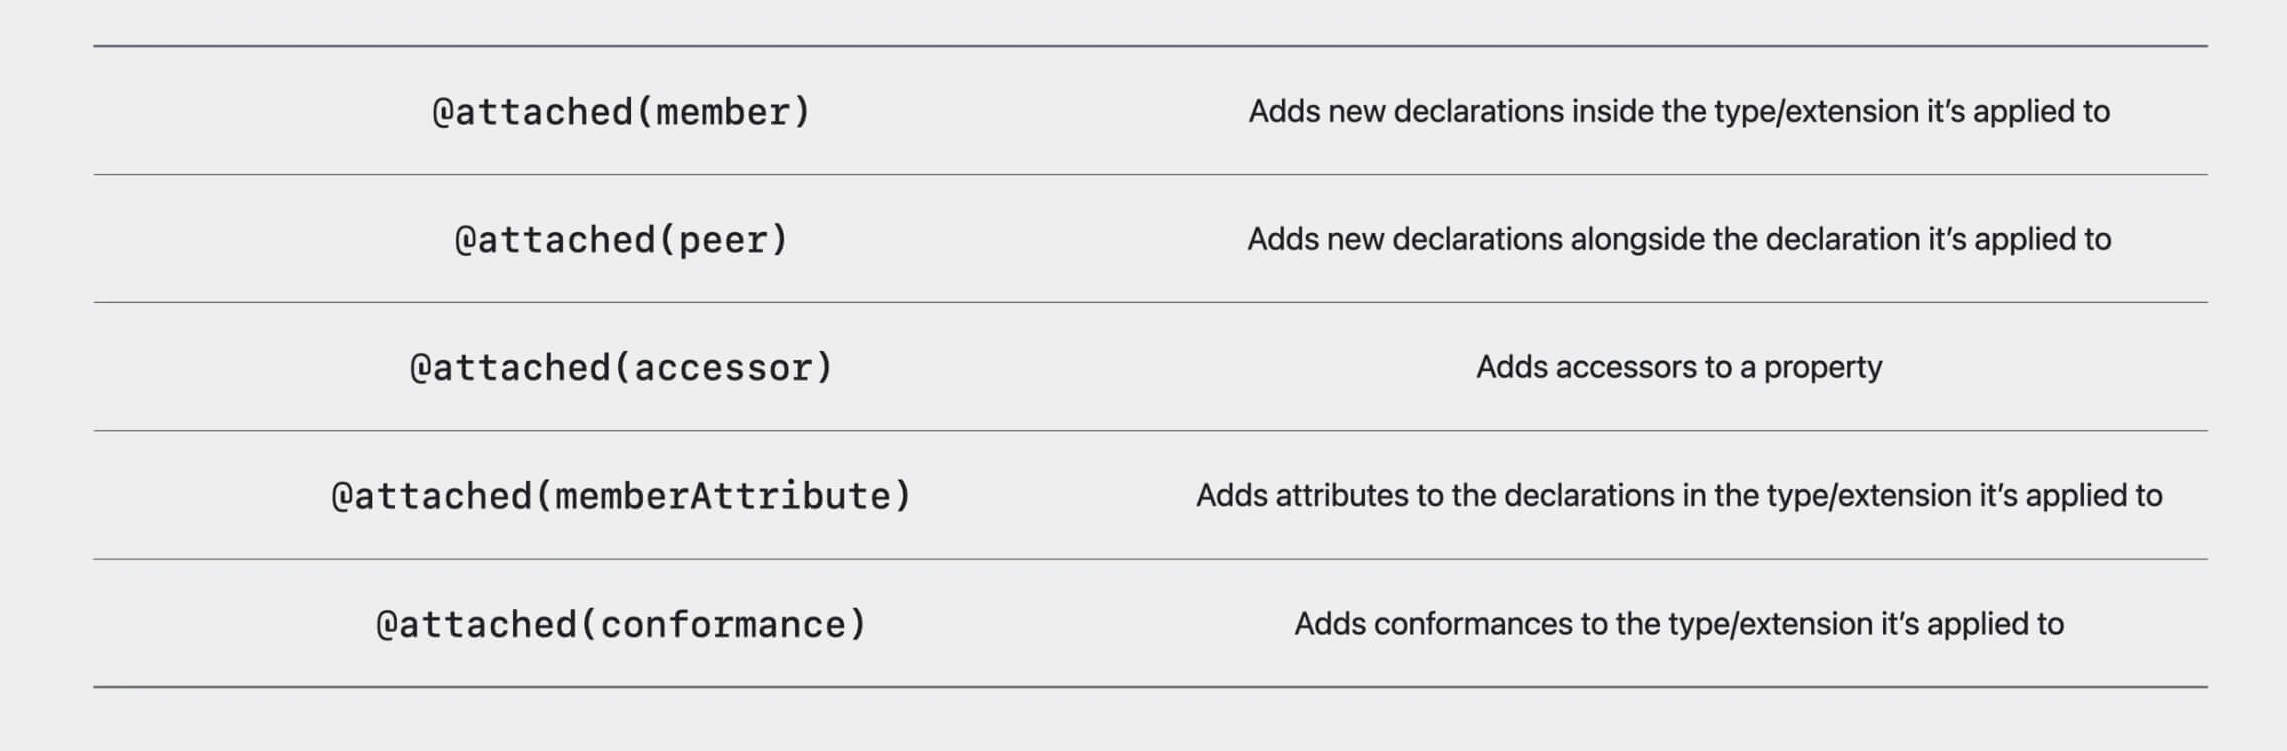 @attached(member) Adds new declarations inside the type/extension it’s applied to
@attached(peer) Adds new declarations alongside the declaration it’s applied to
@attached(accessor) Adds accessors to a property
@attached(memberAttribute) Adds attributes to the declarations in the type/extension it’s applied to
@attached(conformance) Adds conformances to the type/extension it’s applied to